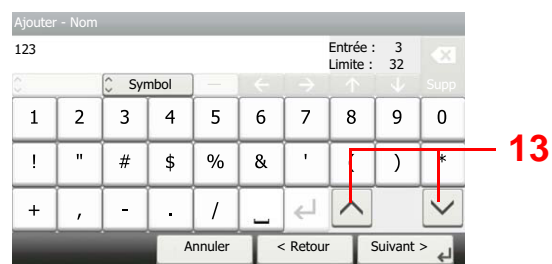 Ajouter - Nom
123
Entrée : 3
Limite : 32
Symbol
Supp
1 2 3 4 5 6 7 8 9 0
! " # $ % & ' ( ) *
+ , - . /
13
Annuler < Retour Suivant >